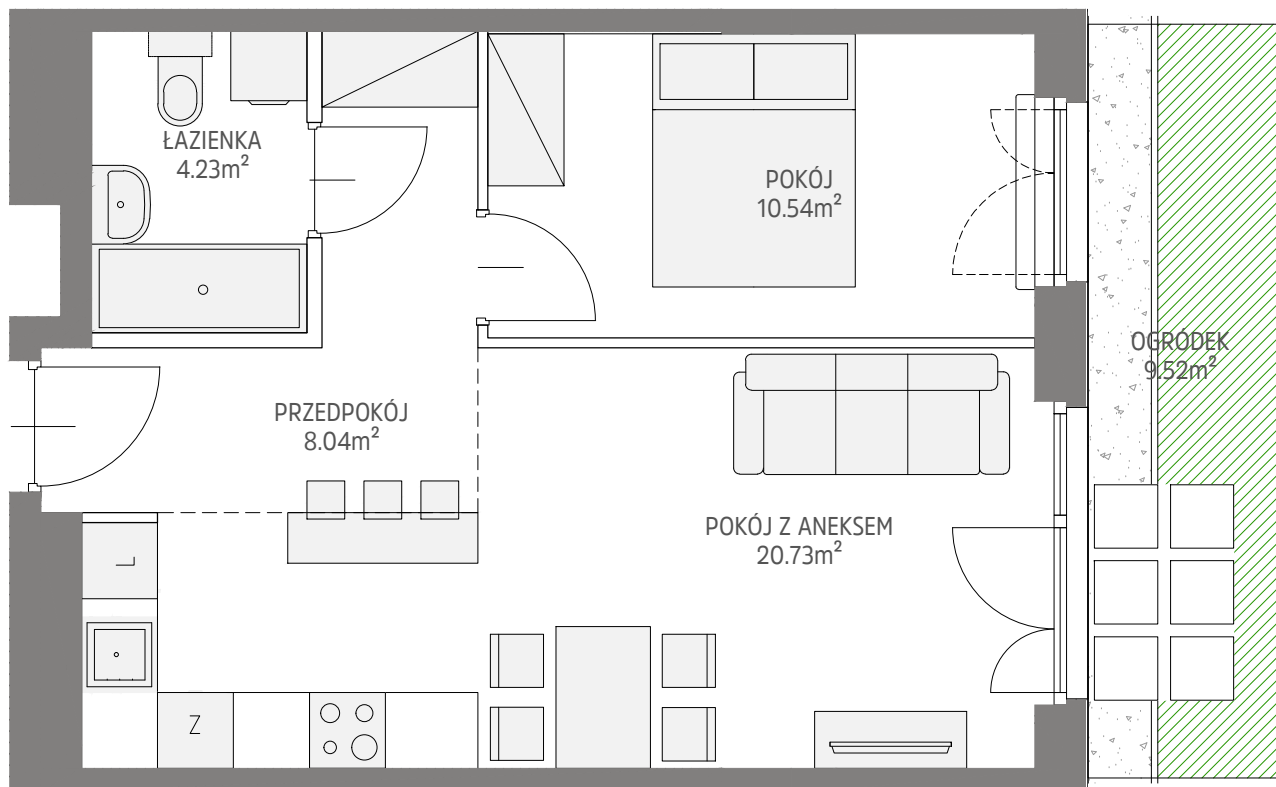 ŁAZIENKA
4.23m²
POKÓJ
10.54m²
OGRÓDEK
9.52m²
PRZEDPOKÓJ
8.04m²
POKÓJ Z ANEKSEM
20.73m²
L
Z